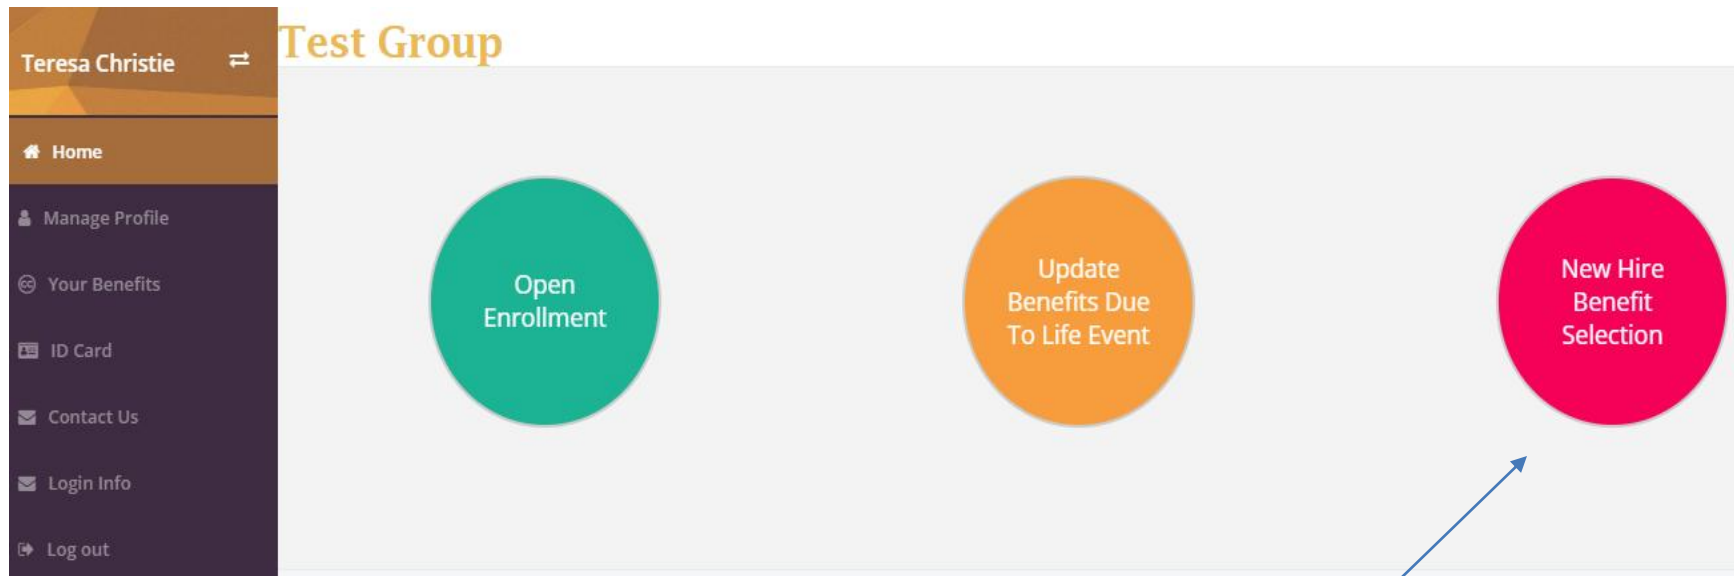 Teresa Christie
Test Group
Home
Manage Profile
Your Benefits
ID Card
Contact Us
Login Info
Log out
Open
Enrollment
Update
Benefits Due
To Life Event
New Hire
Benefit
Selection